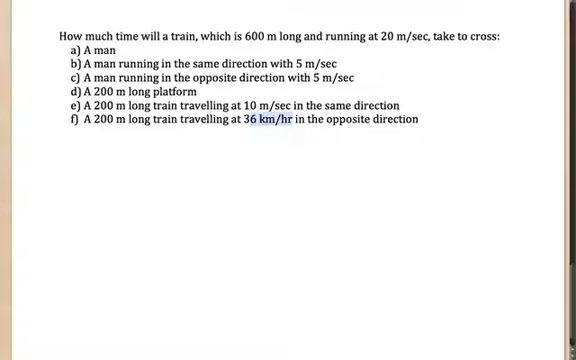 How much time will a train, which is 600 m long and running at 20 m/sec, take to cross:
a) A man
b) A man running in the same direction with 5 m/sec
c) A man running in the opposite direction with 5 m/sec
d) A 200 m long platform
e) A 200 m long train travelling at 10 m/sec in the same direction
f) A 200 m long train travelling at 36 km/hr in the opposite direction